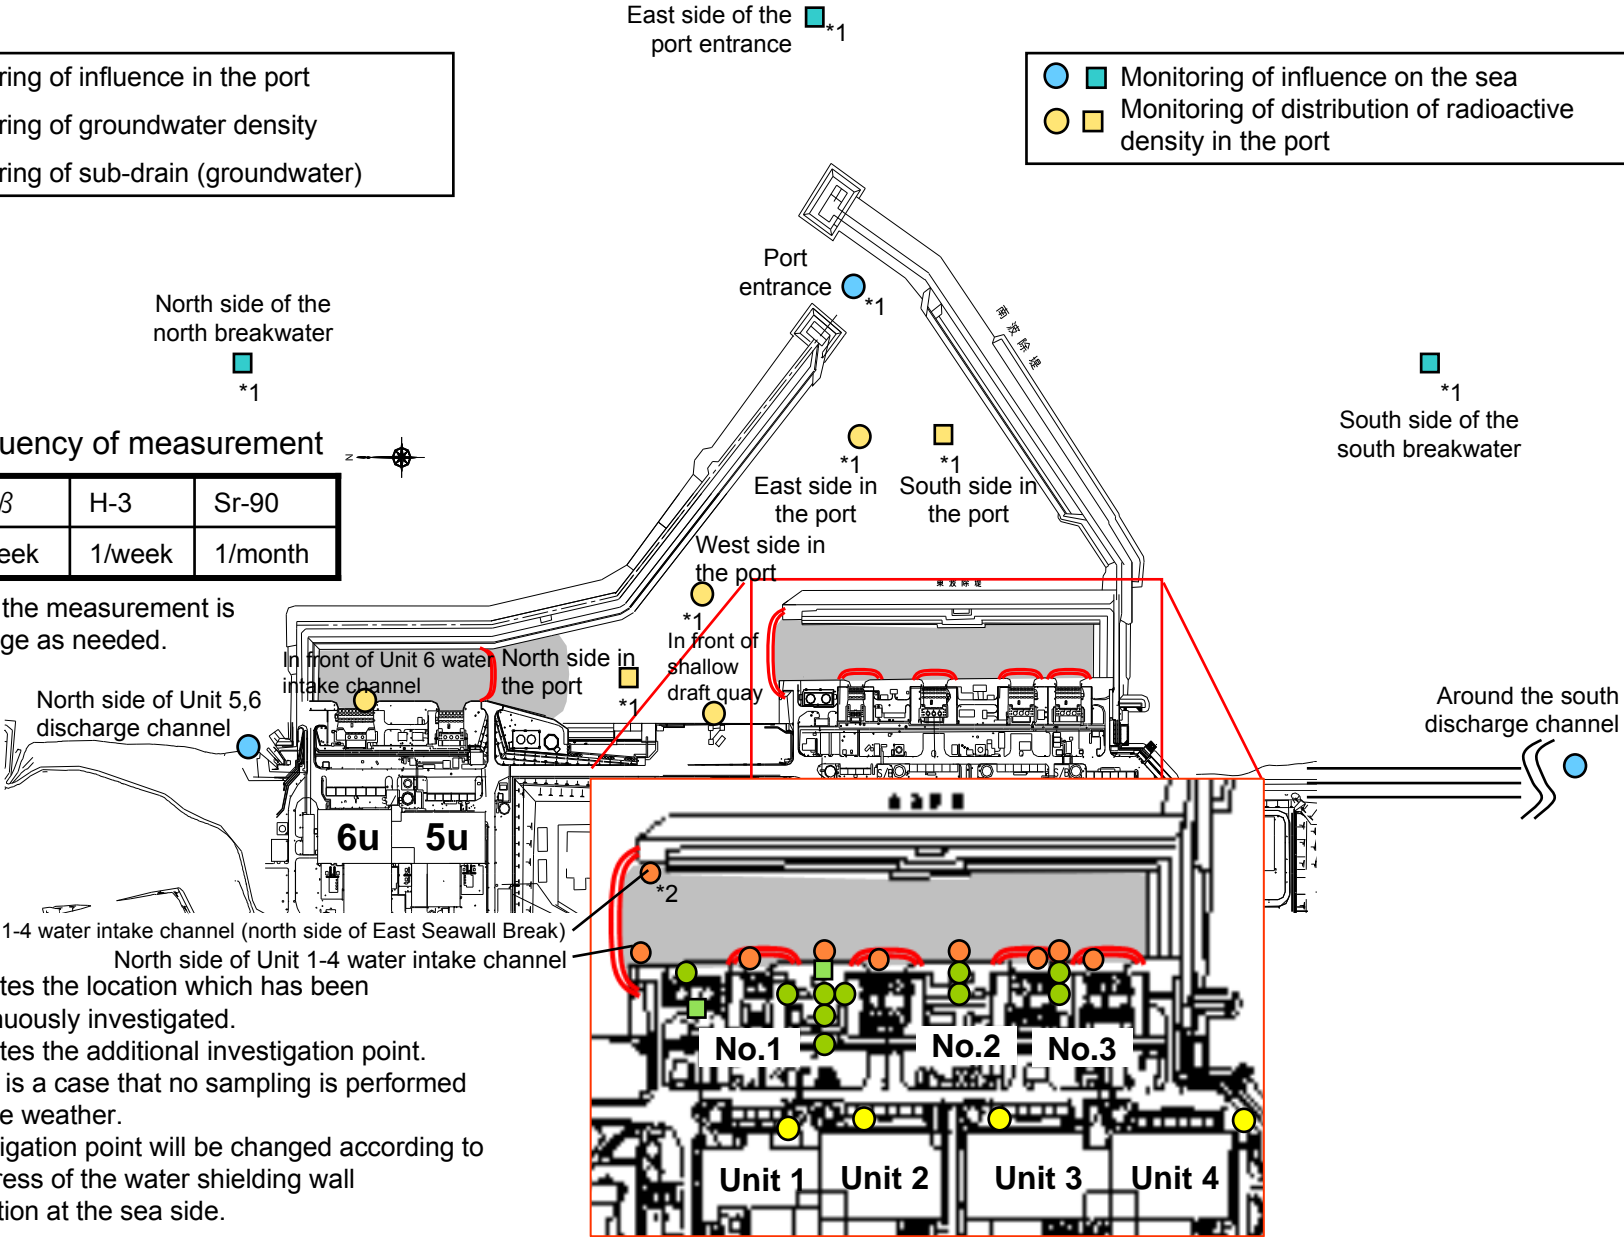 East side of the
port entrance
*1
ring of influence in the port
ring of groundwater density
ring of sub-drain (groundwater)
Monitoring of influence on the sea
Monitoring of distribution of radioactive
density in the port
Port
entrance
*1
南波除堤
North side of the
north breakwater
*1
*1
South side of the
south breakwater
uency of measurement
N
β
H-3
Sr-90
eek
1/week
1/month
*1
East side in
the port
*1
South side in
the port
West side in
the port
*1
東波除堤
the measurement is
ge as needed.
In front of Unit 6 water
intake channel
North side in
the port
*1
In front of
shallow
draft quay
North side of Unit 5,6
discharge channel
Around the south
discharge channel
S/B
S/B
6u
5u
*2
1-4 water intake channel (north side of East Seawall Break)
North side of Unit 1-4 water intake channel
tes the location which has been
nuously investigated.
tes the additional investigation point.
is a case that no sampling is performed
e weather.
igation point will be changed according to
ress of the water shielding wall
tion at the sea side.
No.1
No.2
No.3
Unit 1
Unit 2
Unit 3
Unit 4